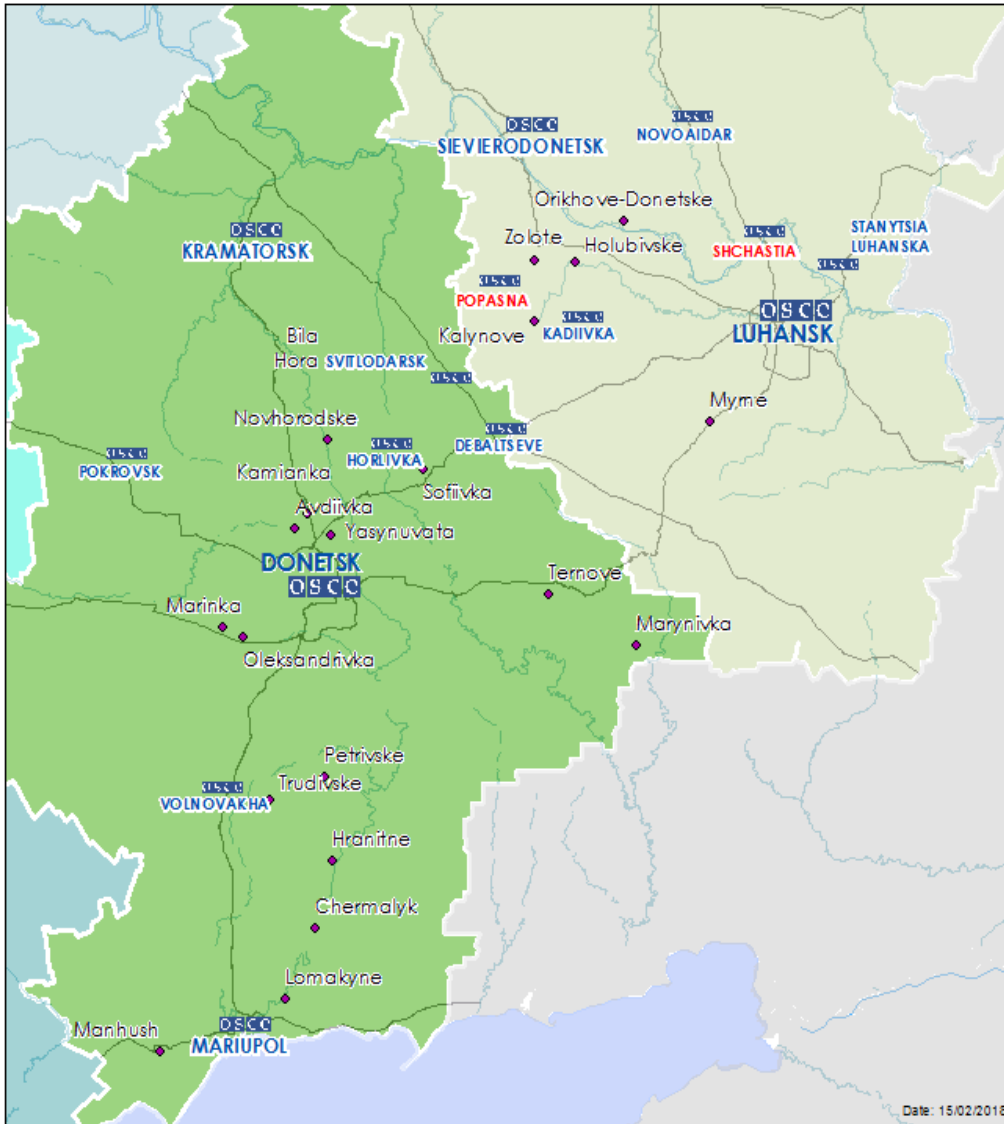 OSCE
SIEVIERODONETSK
OSCE
NOVOAIDAR
Orikhove-Donetske
OSCE
KRAMATORSK
Zolote
Holubivske
OSCE
SHCHASTIA
STANYTSIA
LUHANSKA
OSCE
OSCE
POPASNA
Kalynove
OSCE
KADIIVKA
OSCE
LUHANSK
Bila
Hora
SVITLODARSK
OSCE
Myrne
Novhorodske
OSCE
DEBALTSEVE
OSCE
HORLIVKA
OSCE
POKROVSK
Kamianka
Sofiivka
Avdiivka
Yasynuvata
DONETSK
OSCE
Ternove
Marinka
Marynivka
Oleksandrivka
Petrivske
OSCE
VOLNOVAKHA
Trudivske
Hranitne
Chermalyk
Lomakyne
Manhush
OSCE
MARIUPOL
Date: 15/02/2018